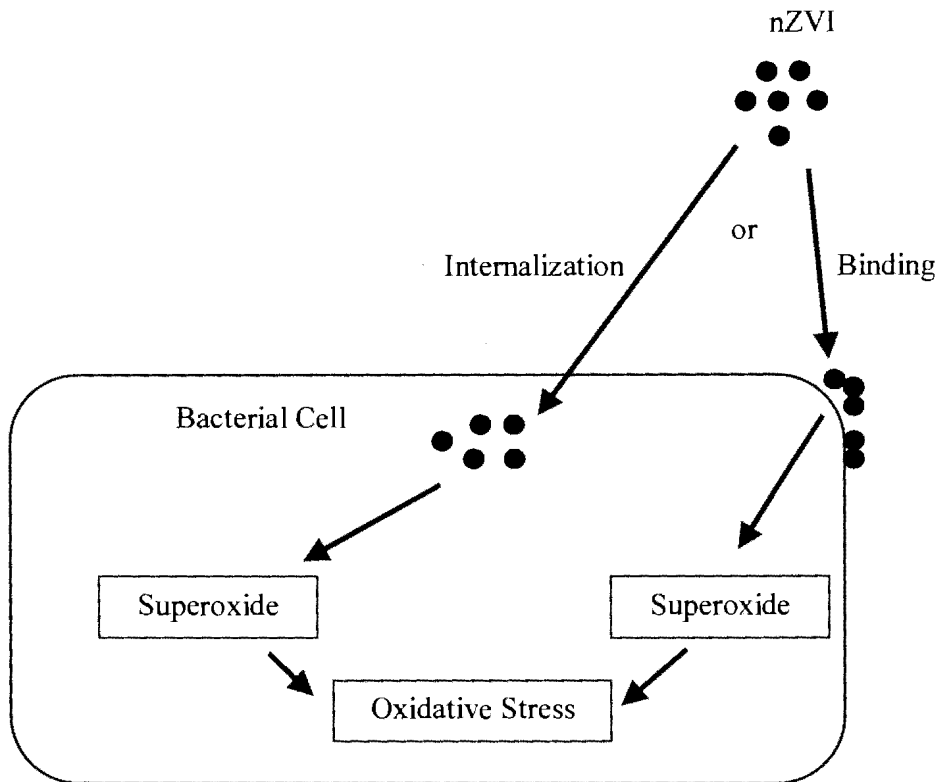 nZVI
or
Internalization
Binding
Bacterial Cell
Superoxide
Superoxide
Oxidative Stress